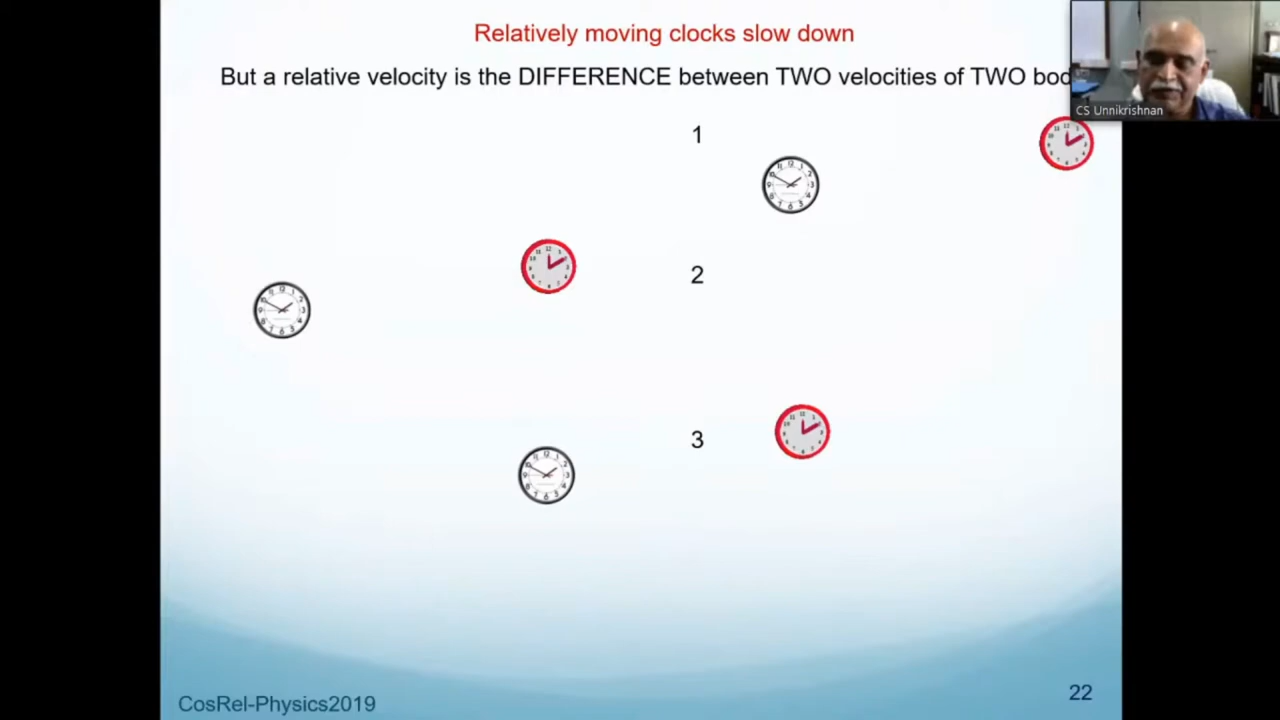 Relatively moving clocks slow down
But a relative velocity is the DIFFERENCE between TWO velocities of TWO
CS Unnikrishnan
1
2
3
CosRel-Physics2019
22